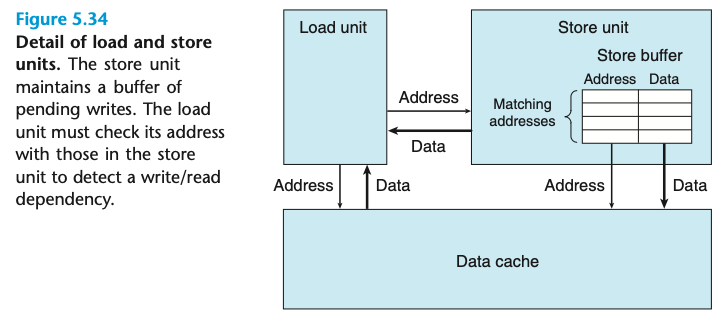 Figure 5.34
Detail of load and store
units. The store unit
maintains a buffer of
pending writes. The load
unit must check its address
with those in the store
unit to detect a write/read
dependency.
Load unit
Store unit
Store buffer
Address Data
Matching
addresses
Address
Data
Address
Data
Address
Data
Data cache